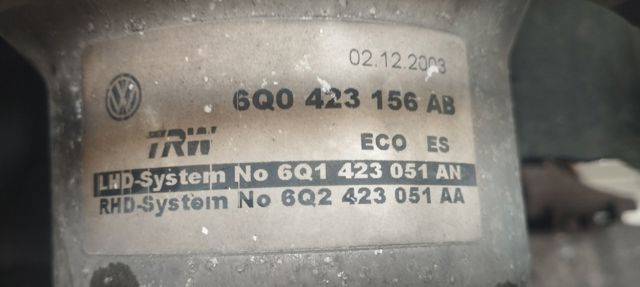 02.12.2003
6Q0 423 156 AB
TRW ECO ES
LHD-System No 6Q1 423 051 AN
RHD-System No 6Q2 423 051 AA